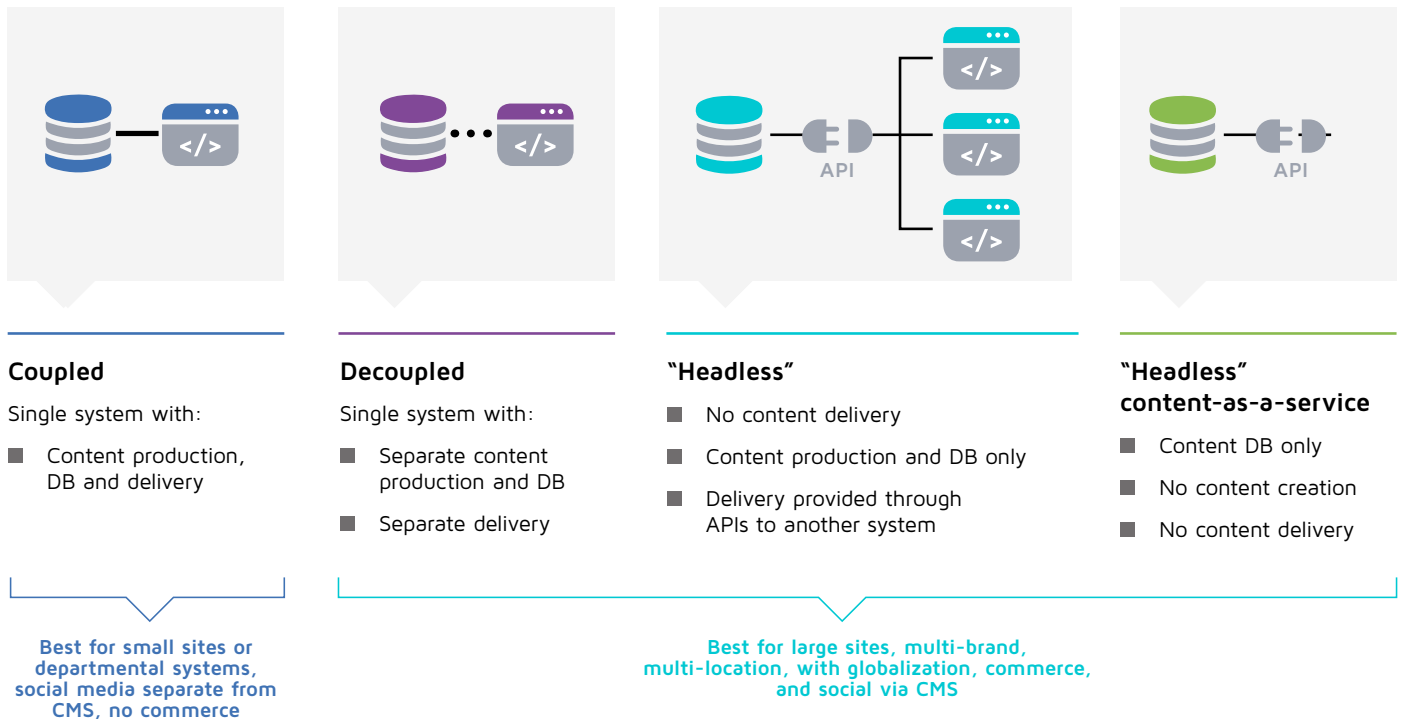 </>
</>
</>
</>
</>
API
API
Coupled
Single system with:
Content production,
DB and delivery
Decoupled
Single system with:
Separate content
production and DB
Separate delivery
“Headless”
No content delivery
Content production and DB only
Delivery provided through
APIs to another system
“Headless”
content-as-a-service
Content DB only
No content creation
No content delivery
Best for small sites or
departmental systems,
social media separate from
CMS, no commerce
Best for large sites, multi-brand,
multi-location, with globalization, commerce,
and social via CMS